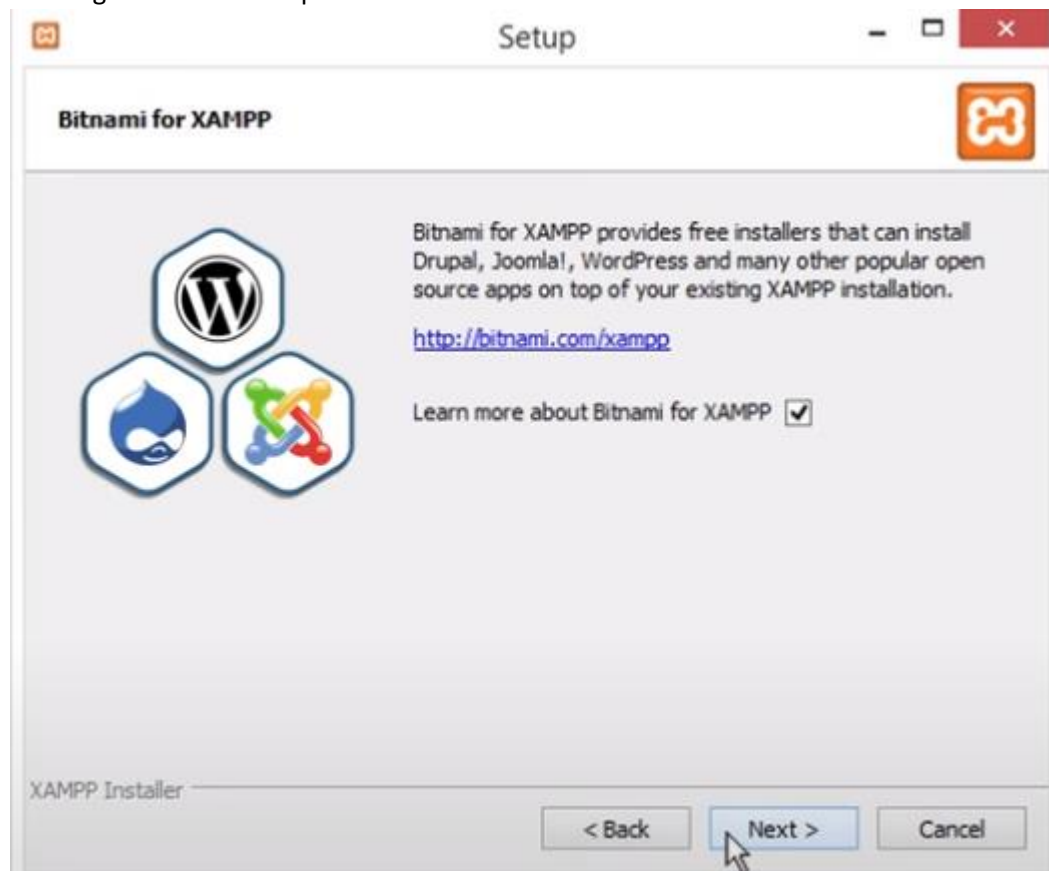 Setup
Bitnami for XAMPP
Bitnami for XAMPP provides free installers that can install
Drupal, Joomla!, WordPress and many other popular open
source apps on top of your existing XAMPP installation.
http://bitnami.com/xampp
Learn more about Bitnami for XAMPP
XAMPP Installer
< Back
Next >
Cancel